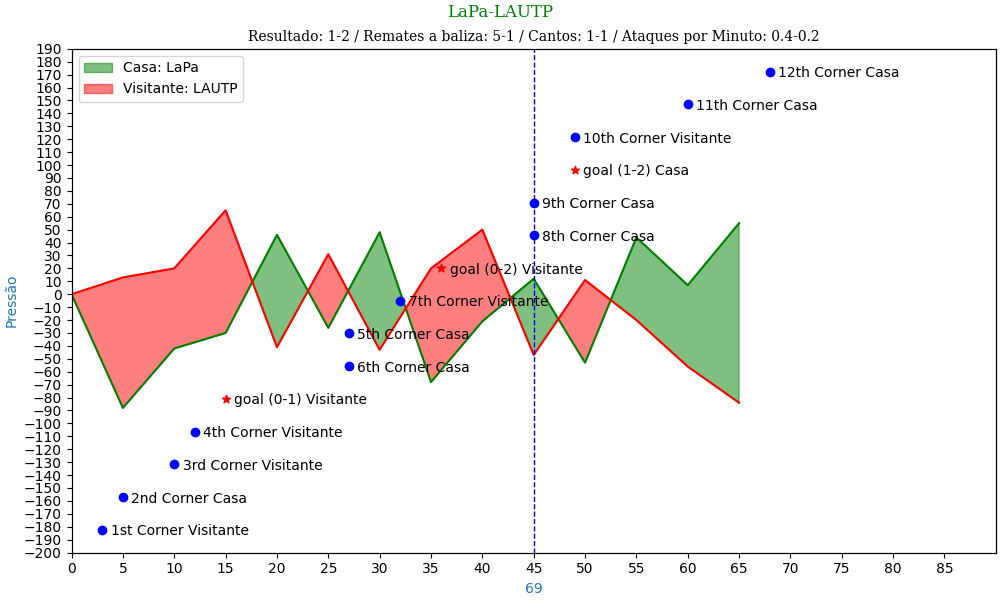 LaPa-LAUTP
Resultado: 1-2 / Remates a baliza: 5-1 / Cantos: 1-1 / Ataques por Minuto: 0.4-0.2
Casa: LaPa
Visitante: LAUTP
12th Corner Casa
11th Corner Casa
10th Corner Visitante
goal (1-2) Casa
9th Corner Casa
8th Corner Casa
goal (0-2) Visitante
7th Corner Visitante
5th Corner Casa
6th Corner Casa
goal (0-1) Visitante
4th Corner Visitante
3rd Corner Visitante
2nd Corner Casa
1st Corner Visitante
Pressão
190
180
170
160
150
140
130
120
110
100
90
80
70
60
50
40
30
20
10
0
−10
−20
−30
−40
−50
−60
−70
−80
−90
−100
−110
−120
−130
−140
−150
−160
−170
−180
−190
−200
0 5 10 15 20 25 30 35 40 45 50 55 60 65 70 75 80 85
69